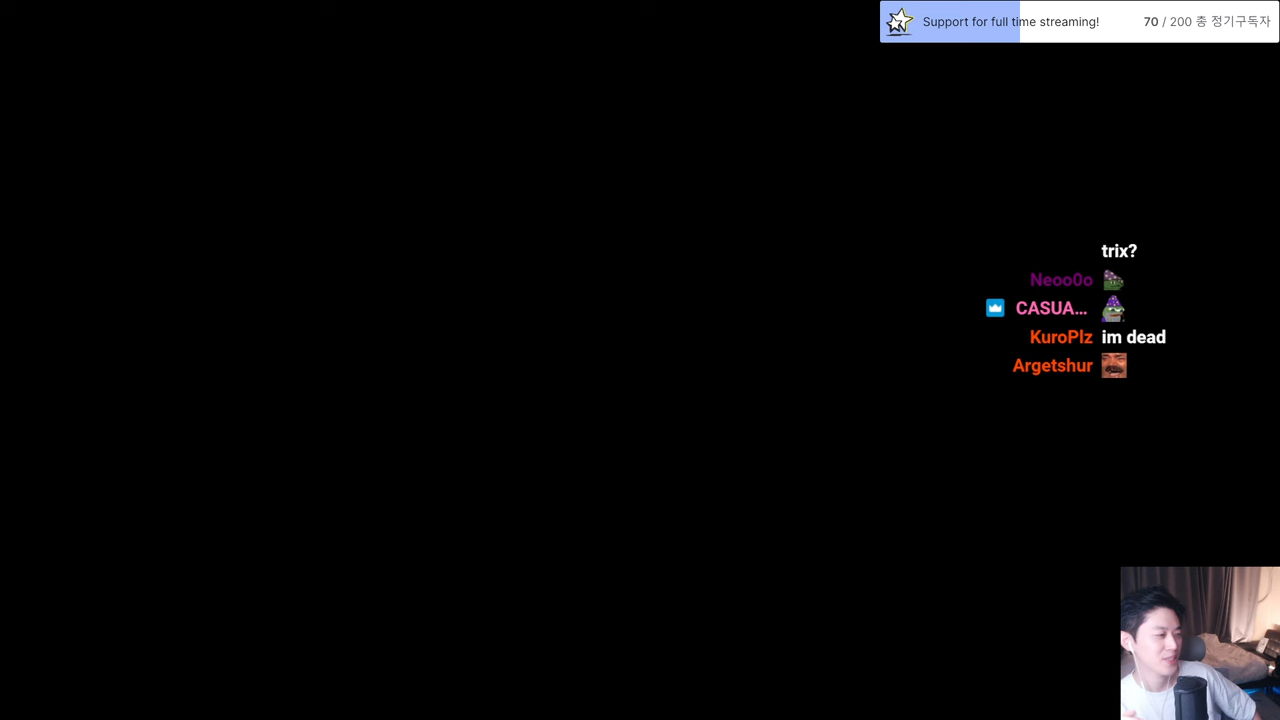 Support for full time streaming! 70 / 200 총 정기구독자
trix?
Neoo0o
CASUA...
KuroPlz im dead
Argetshur